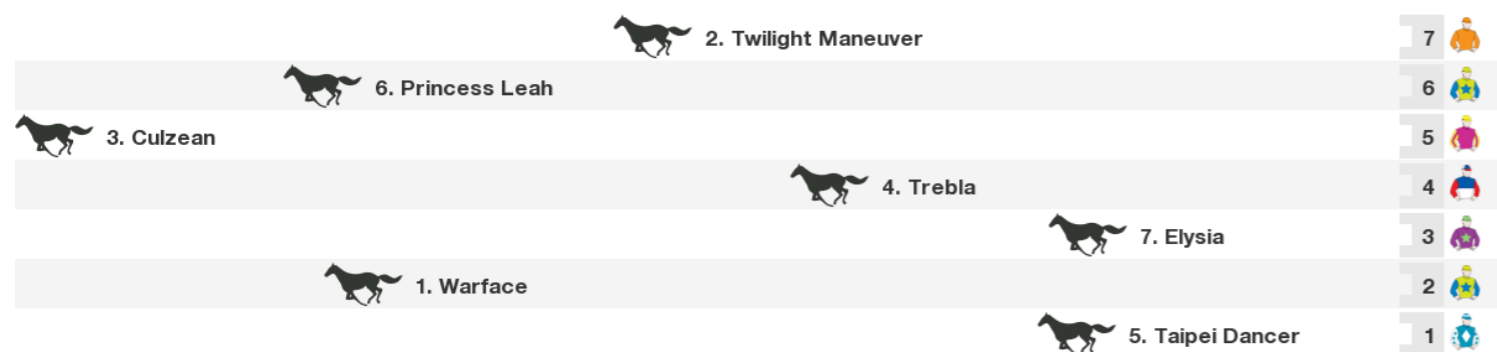 2. Twilight Maneuver 7
6. Princess Leah 6
3. Culzean 5
4. Trebla 4
7. Elysia 3
1. Warface 2
5. Taipei Dancer 1